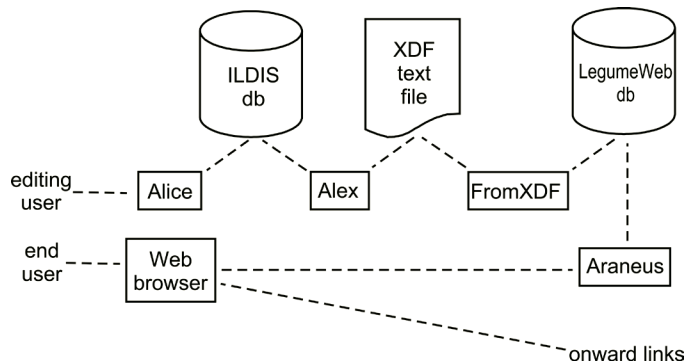 ILDIS
db
XDF
text
file
LegumeWeb
db
editing
user
Alice
Alex
FromXDF
end
user
Web
browser
Araneus
onward links